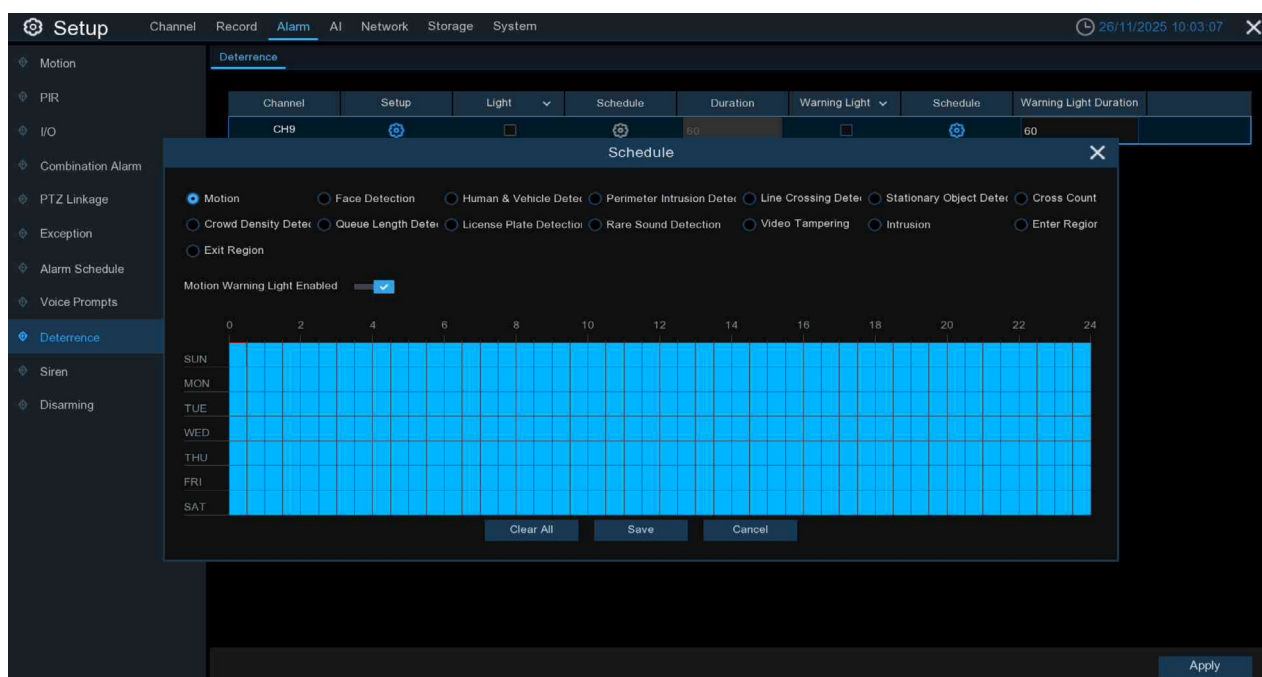 Setup Channel Record Alarm AI Network Storage System 26/11/2025 10:03:07
Motion
PIR
I/O
Combination Alarm
PTZ Linkage
Exception
Alarm Schedule
Voice Prompts
Deterrence
Siren
Disarming
Deterrence
Channel Setup Light Schedule Duration Warning Light Schedule Warning Light Duration
CH9 60 60
Schedule
Motion Face Detection Human & Vehicle Detec Perimeter Intrusion Detec Line Crossing Detec Stationary Object Detec Cross Count
Crowd Density Detec Queue Length Detec License Plate Detection Rare Sound Detection Video Tampering Intrusion Enter Region
Exit Region
Motion Warning Light Enabled
0 2 4 6 8 10 12 14 16 18 20 22 24
SUN
MON
TUE
WED
THU
FRI
SAT
Clear All Save Cancel
Apply